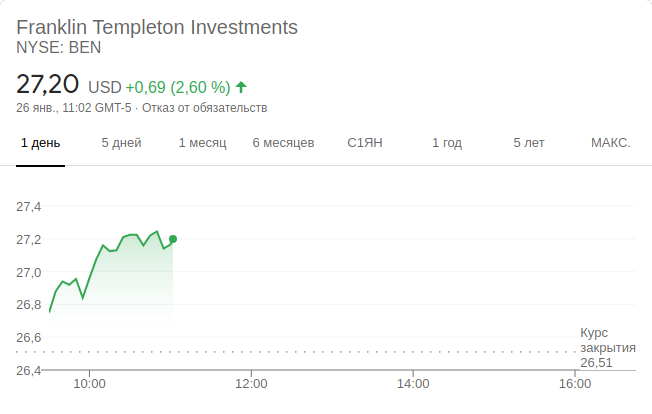 Franklin Templeton Investments
NYSE: BEN
27,20 USD +0,69 (2,60 %)
26 янв., 11:02 GMT-5 · Отказ от обязательств
1 день 5 дней 1 месяц 6 месяцев С1ЯН 1 год 5 лет МАКС.
27,4
27,2
27,0
26,8
26,6
26,4
Курс
закрытия
26,51
10:00 12:00 14:00 16:00